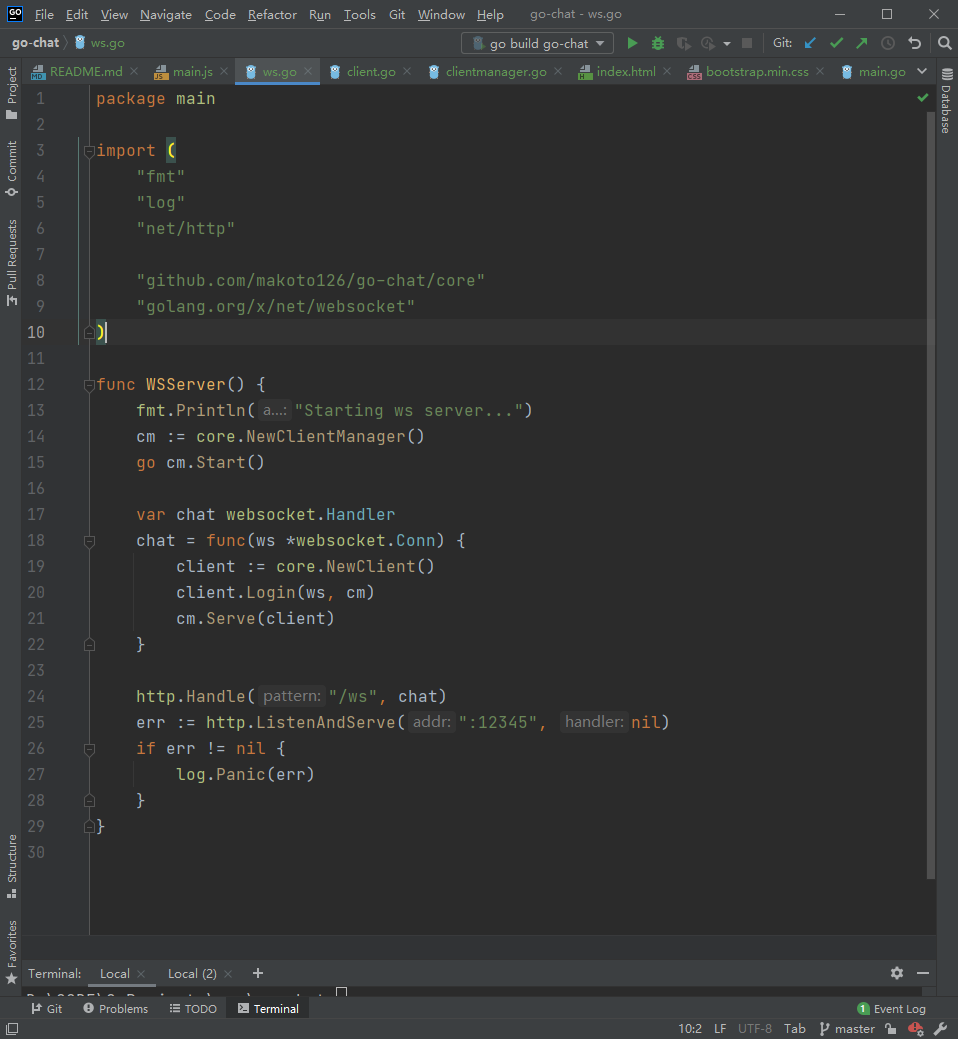 GO File Edit View Navigate Code Refactor Run Tools Git Window Help go-chat - ws.go
go-chat ws.go go build go-chat Git:
README.md main.js ws.go client.go clientmanager.go index.html bootstrap.min.css main.go
Project
Commit
Pull Requests
Structure
Favorites
Database
1 package main
2
3 import (
4 "fmt"
5 "log"
6 "net/http"
7
8 "github.com/makoto126/go-chat/core"
9 "golang.org/x/net/websocket"
10 )
11
12 func WSServer() {
13 fmt.Println( a...: "Starting ws server...")
14 cm := core.NewClientManager()
15 go cm.Start()
16
17 var chat websocket.Handler
18 chat = func(ws *websocket.Conn) {
19 client := core.NewClient()
20 client.Login(ws, cm)
21 cm.Serve(client)
22 }
23
24 http.Handle( pattern: "/ws", chat)
25 err := http.ListenAndServe( addr: ":12345", handler: nil)
26 if err != nil {
27 log.Panic(err)
28 }
29 }
30
Terminal: Local Local (2) +
Git Problems TODO Terminal 1 Event Log
10:2 LF UTF-8 Tab master